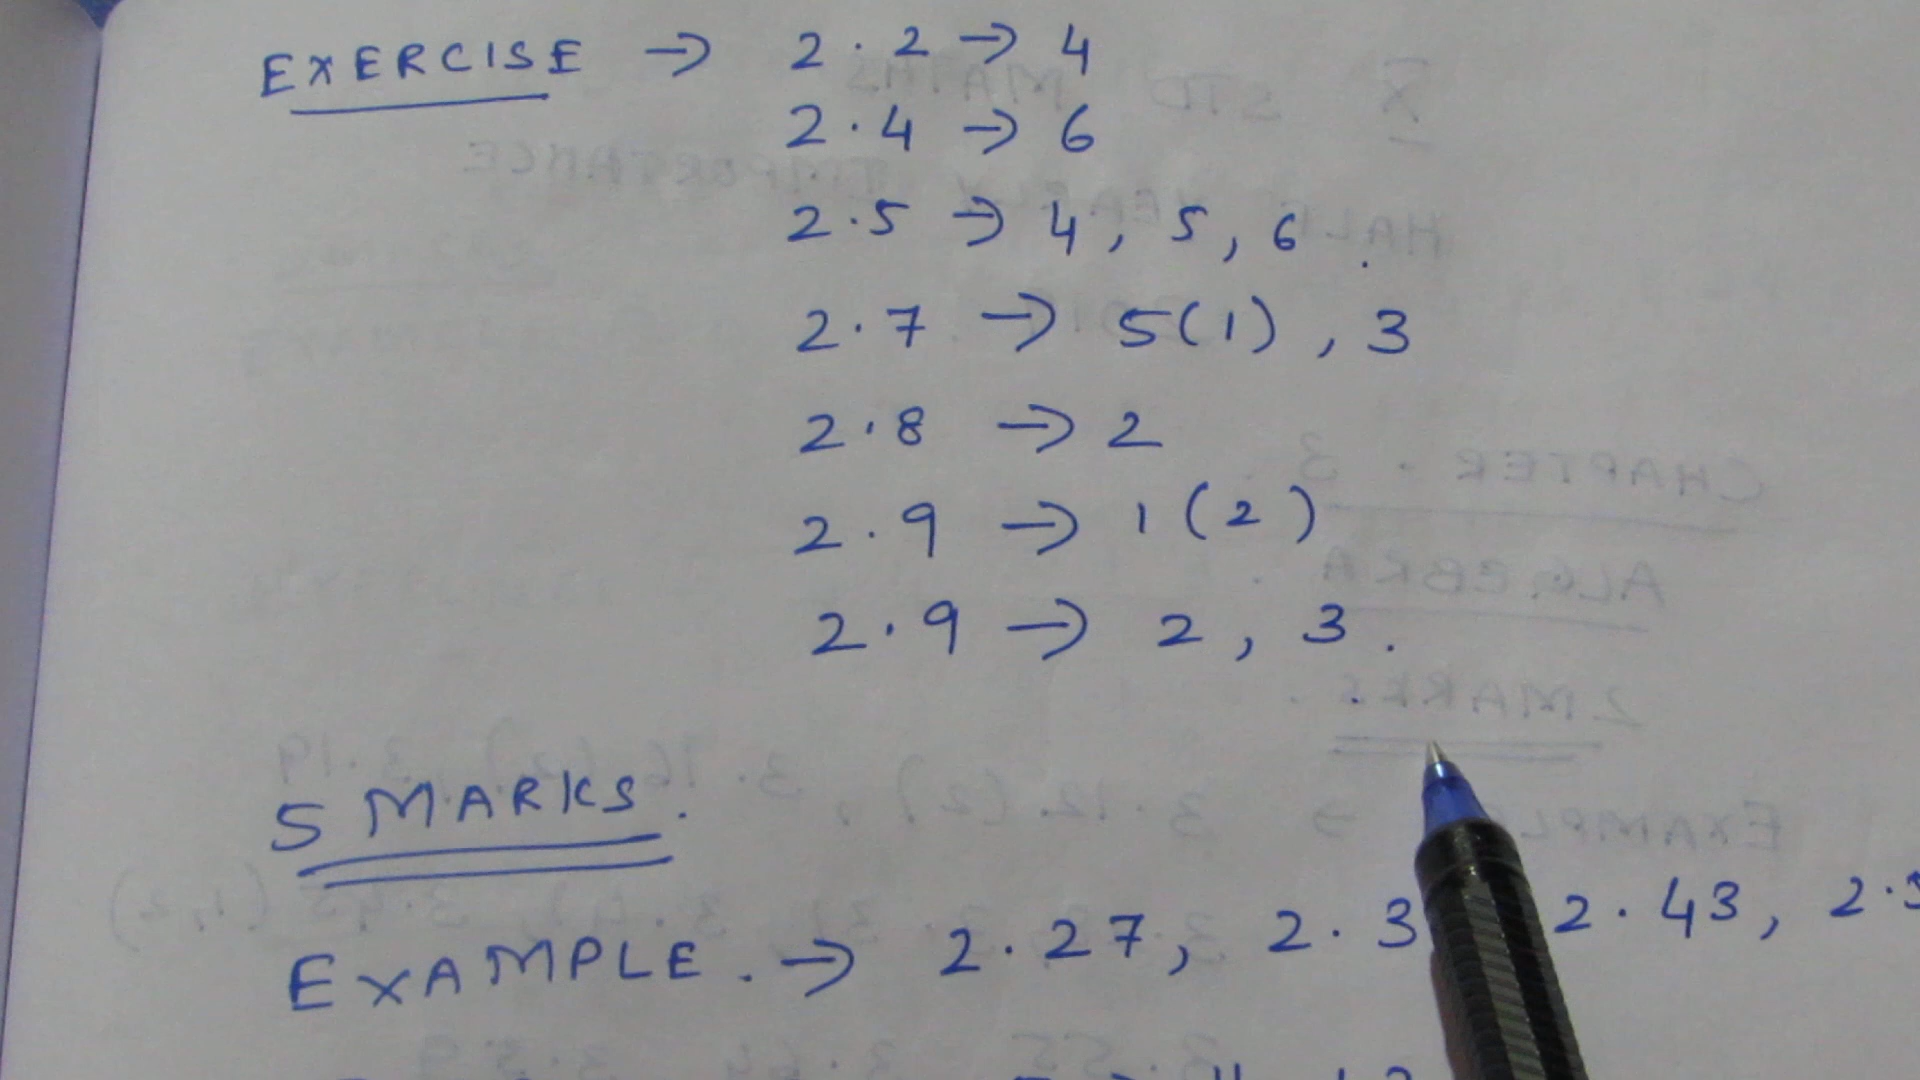 EXERCISE → 2.2 → 4
2.4 → 6
2.5 → 4, 5, 6.
2.7 → 5(1), 3
2.8 → 2
2.9 → 1(2)
2.9 → 2, 3.
5 MARKS.
EXAMPLE. → 2.27, 2.3 2.43, 2.